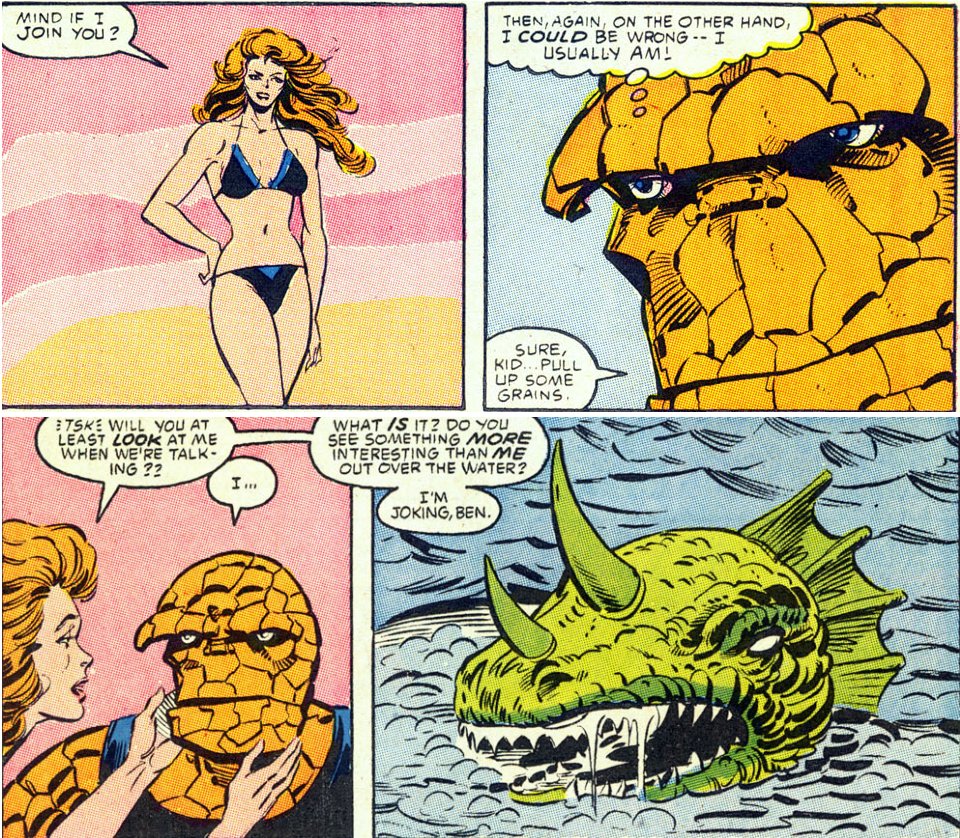 MIND IF I
JOIN YOU?
THEN, AGAIN, ON THE OTHER HAND,
I COULD BE WRONG -- I
USUALLY AM!
SURE,
KID...PULL
UP SOME
GRAINS.
:TSK: WILL YOU AT
LEAST LOOK AT ME
WHEN WE'RE TALK-
ING??
I...
WHAT IS IT? DO YOU
SEE SOMETHING MORE
INTERESTING THAN ME
OUT OVER THE WATER?
I'M
JOKING, BEN.